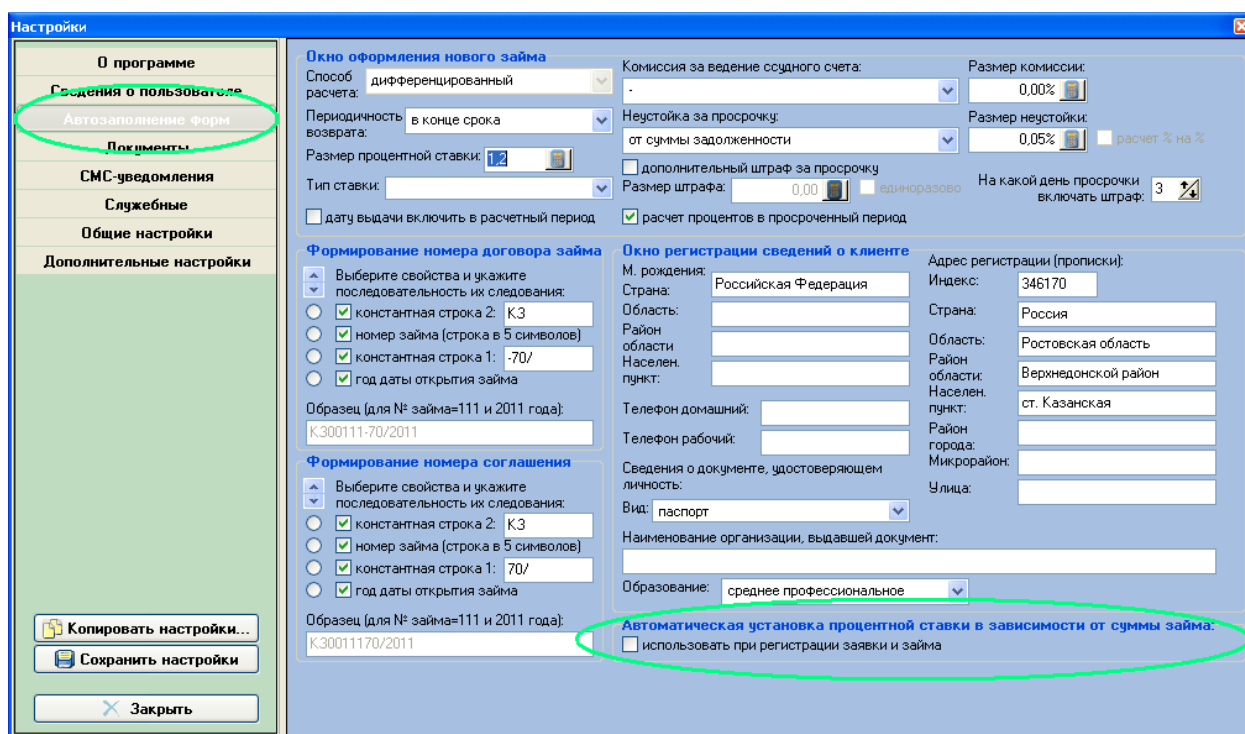 Настройки
О программе
Сведения о пользователе
Автозаполнение форм
Документы
СМС-уведомления
Служебные
Общие настройки
Дополнительные настройки
Копировать настройки...
Сохранить настройки
Закрыть
Окно оформления нового займа
Способ расчета: дифференцированный
Периодичность возврата: в конце срока
Размер процентной ставки: 1,2
Тип ставки:
дату выдачи включить в расчетный период
Комиссия за ведение ссудного счета:
-
Размер комиссии:
0,00%
Неустойка за просрочку:
от суммы задолженности
Размер неустойки:
0,05% расчет % на %
дополнительный штраф за просрочку
Размер штрафа: 0,00 единоразово
На какой день просрочки включать штраф: 3
расчет процентов в просроченный период
Формирование номера договора займа
Выберите свойства и укажите
последовательность их следования:
константная строка 2: КЗ
номер займа (строка в 5 символов)
константная строка 1: -70/
год даты открытия займа
Образец (для № займа=111 и 2011 года):
КЗ00111-70/2011
Формирование номера соглашения
Выберите свойства и укажите
последовательность их следования:
константная строка 2: КЗ
номер займа (строка в 5 символов)
константная строка 1: 70/
год даты открытия займа
Образец (для № займа=111 и 2011 года):
КЗ0011170/2011
Окно регистрации сведений о клиенте
М. рождения:
Страна: Российская Федерация
Область:
Район области
Населен. пункт:
Телефон домашний:
Телефон рабочий:
Сведения о документе, удостоверяющем
личность:
Вид: паспорт
Наименование организации, выдавшей документ:
Образование: среднее профессиональное
Адрес регистрации (прописки):
Индекс: 346170
Страна: Россия
Область: Ростовская область
Район области: Верхнедонской район
Населен. пункт: ст. Казанская
Район города:
Микрорайон:
Улица:
Автоматическая установка процентной ставки в зависимости от суммы займа:
использовать при регистрации заявки и займа